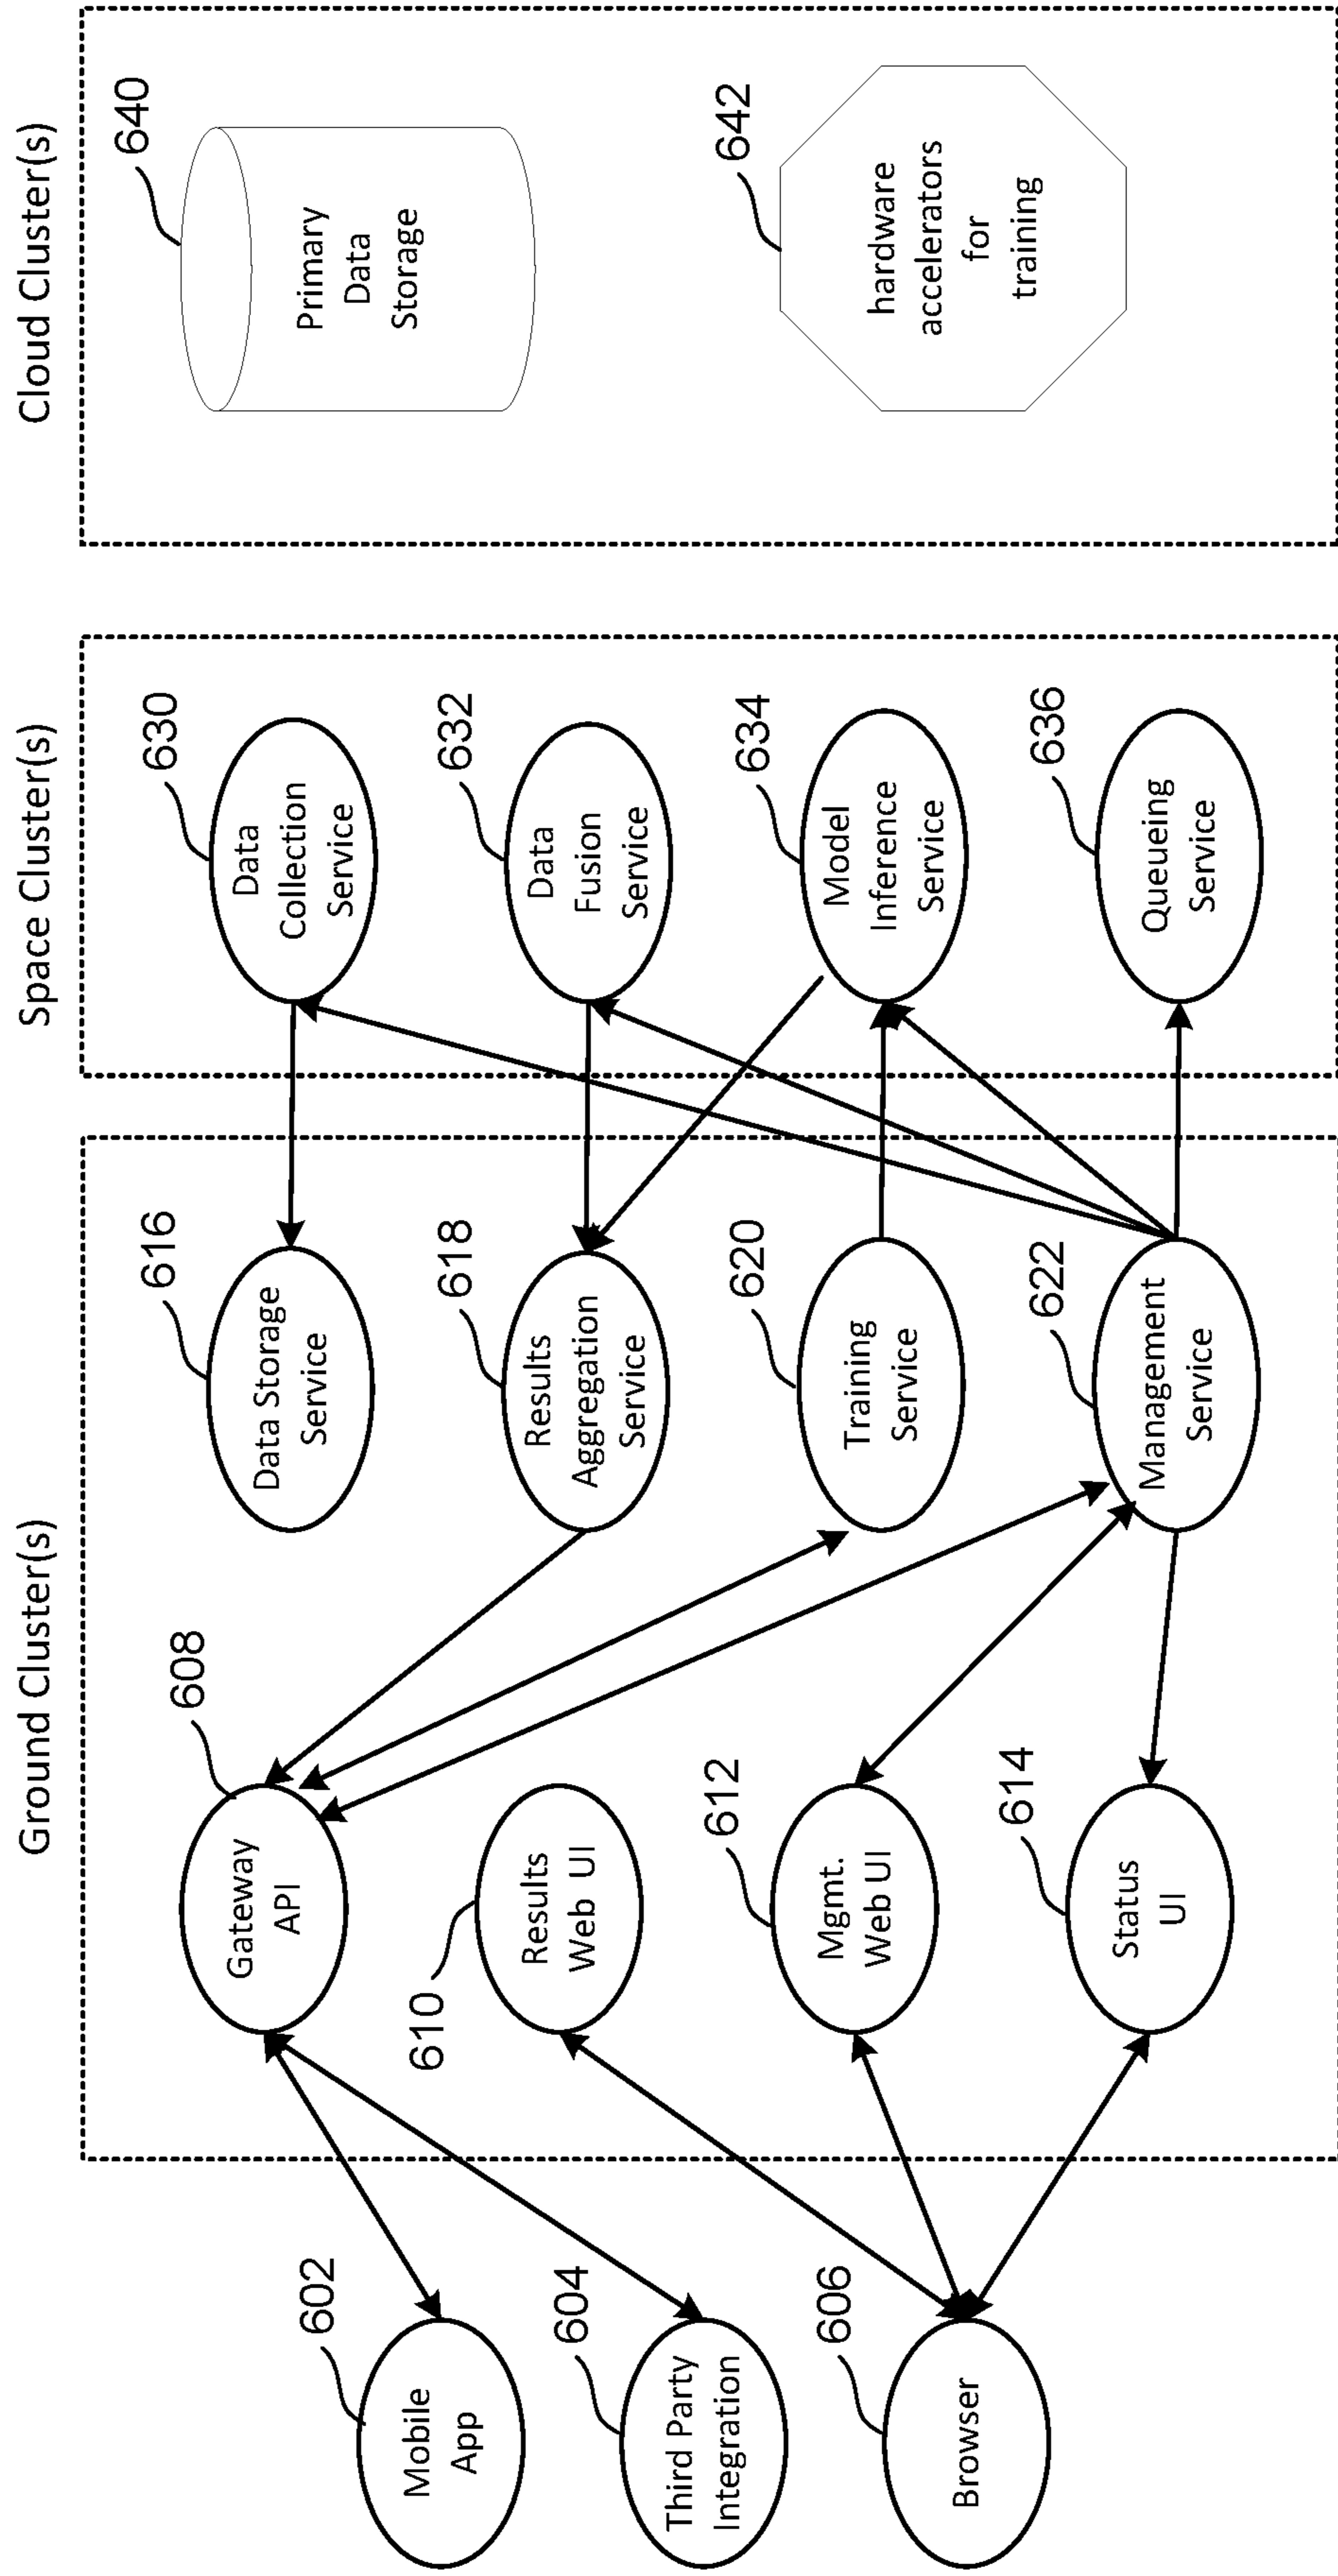 Ground Cluster(s)
Space Cluster(s)
Cloud Cluster(s)
602
Mobile
App
604
Third Party
Integration
606
Browser
608
Gateway
API
610
Results
Web UI
612
Mgmt.
Web UI
614
Status
UI
616
Data Storage
Service
618
Results
Aggregation
Service
620
Training
Service
622
Management
Service
630
Data
Collection
Service
632
Data
Fusion
Service
634
Model
Inference
Service
636
Queueing
Service
640
Primary
Data
Storage
642
hardware
accelerators
for
training